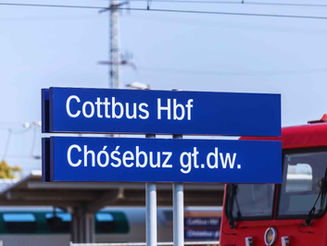 Cottbus Hbf
Chóśebuz gł.dw.